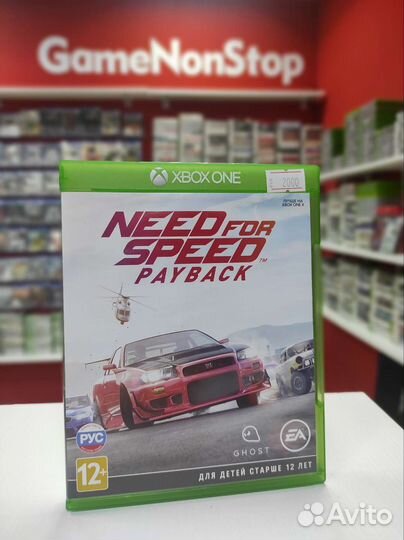 GameNonStop
XBOX ONE
2000
ЛУЧШЕ НА
XBOX ONE X
NEED FOR
SPEED™
PAYBACK
РУС
12+
GHOST
EA
ДЛЯ ДЕТЕЙ СТАРШЕ 12 ЛЕТ
Avito